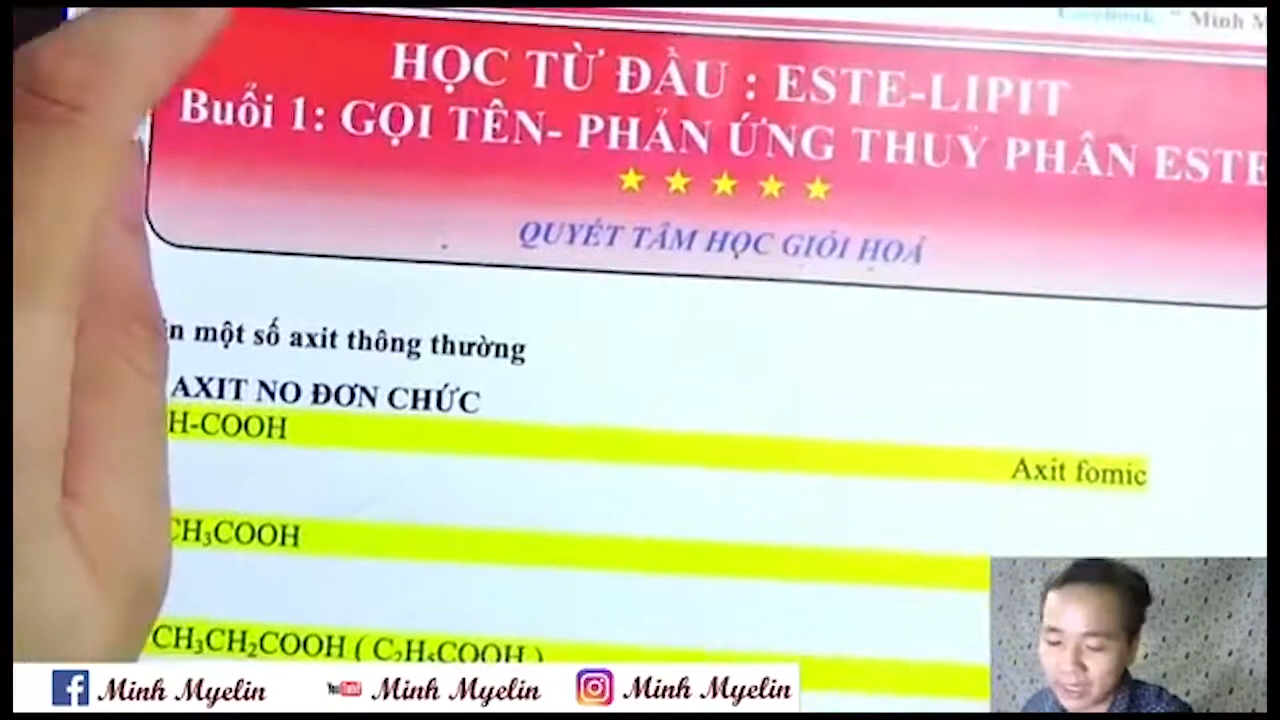 Facebook: " Minh M
HỌC TỪ ĐẦU : ESTE-LIPIT
Buổi 1: GỌI TÊN- PHẢN ỨNG THUỶ PHÂN ESTE
QUYẾT TÂM HỌC GIỎI HOÁ
n một số axit thông thường
AXIT NO ĐƠN CHỨC
H-COOH
Axit fomic
CH₃COOH
CH₃CH₂COOH ( C₂H₅COOH )
Minh Myelin
YouTube Minh Myelin
Minh Myelin